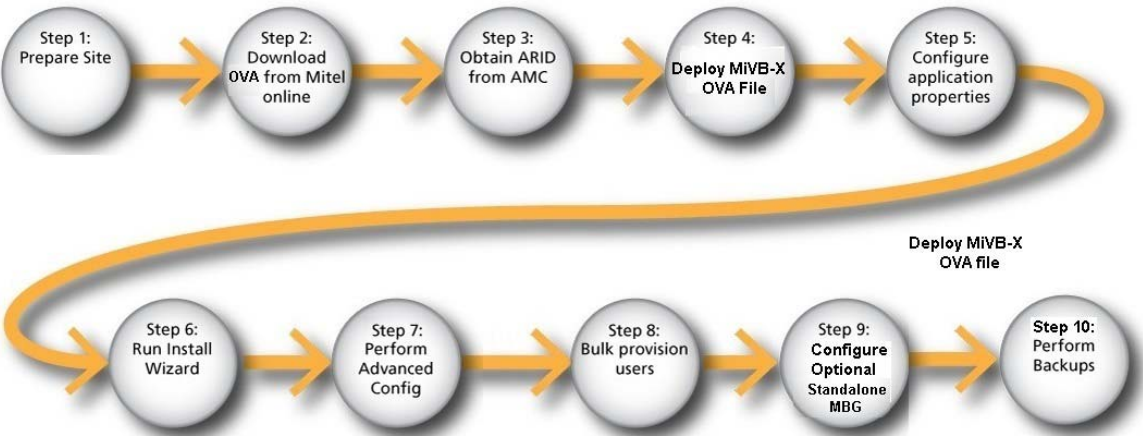 Step 1:
Prepare Site
Step 2:
Download
OVA from Mitel
online
Step 3:
Obtain ARID
from AMC
Step 4:
Deploy MiVB-X
OVA File
Step 5:
Configure
application
properties
Deploy MiVB-X
OVA file
Step 6:
Run Install
Wizard
Step 7:
Perform
Advanced
Config
Step 8:
Bulk provision
users
Step 9:
Configure
Optional
Standalone
MBG
Step 10:
Perform
Backups